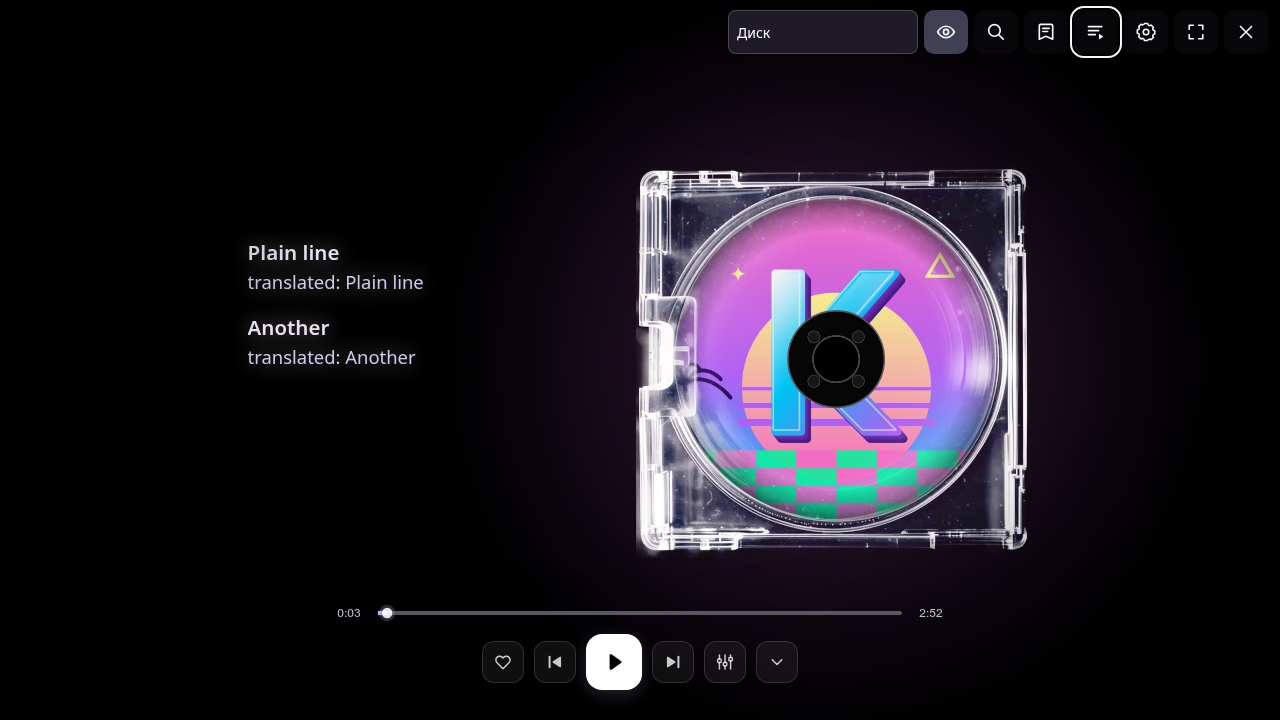 Диск
Plain line
translated: Plain line
Another
translated: Another
K
0:03
2:52